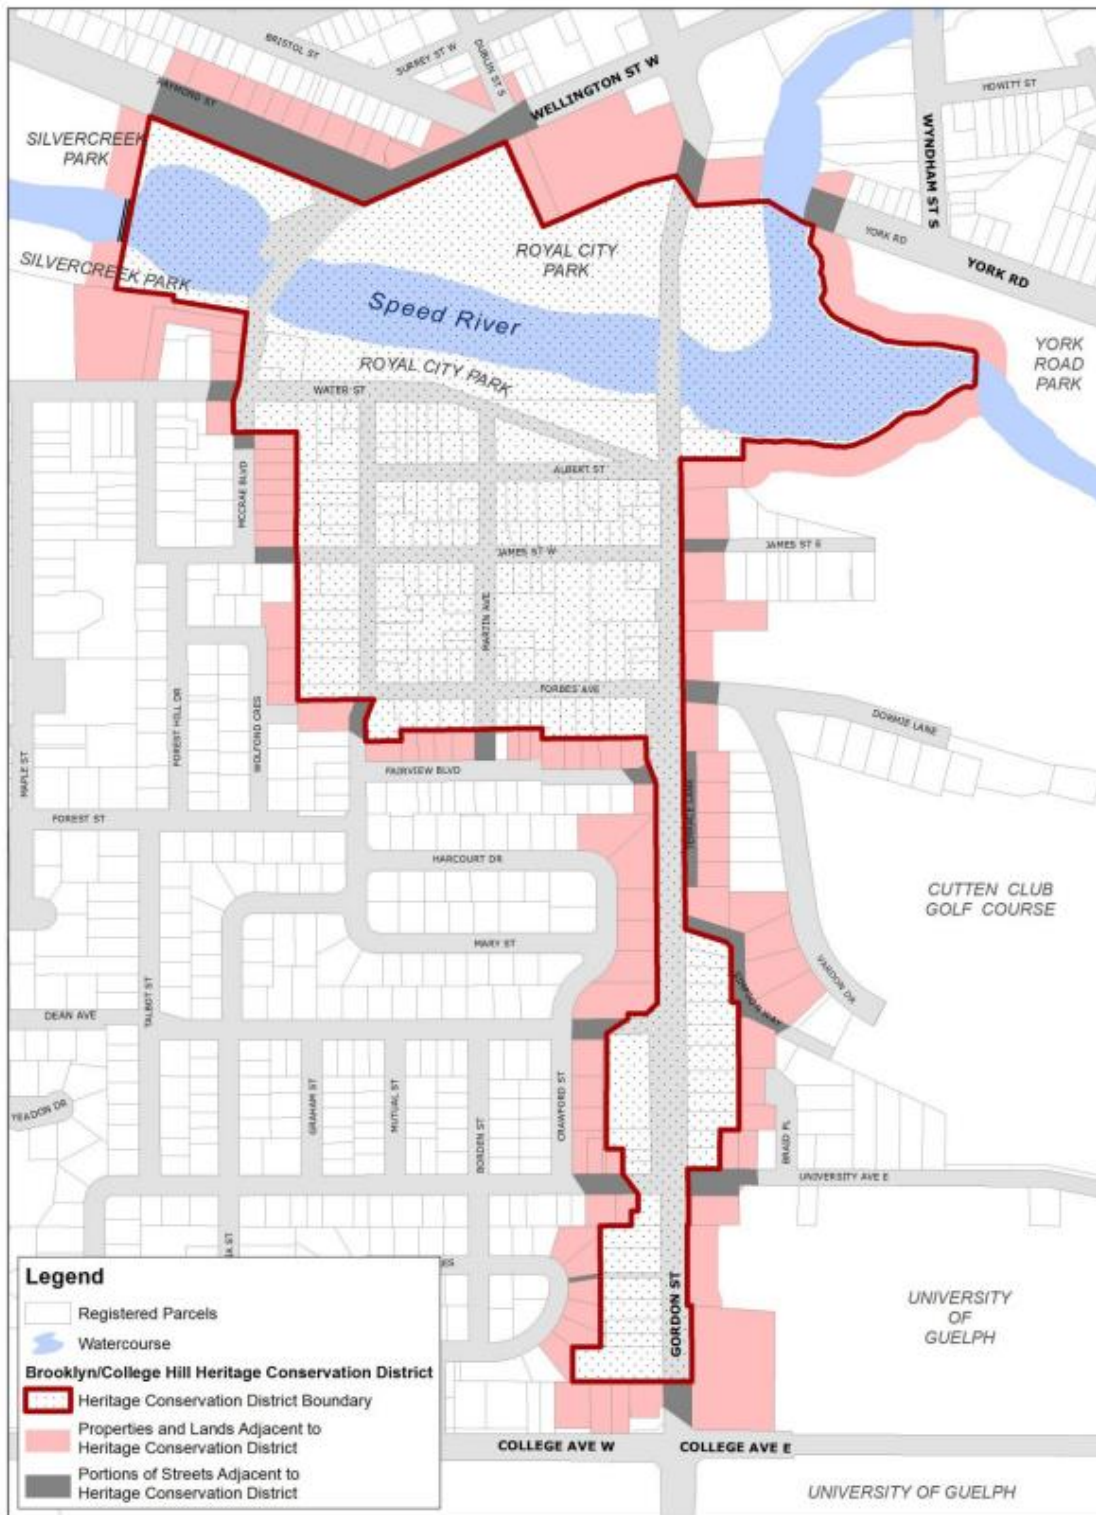 BRISTOL ST
SURREY ST W
DUBLIN ST S
WELLINGTON ST W
HOWITT ST
RAYMOND ST
WYNDHAM ST S
SILVERCREEK
PARK
ROYAL CITY
PARK
YORK RD
YORK RD
SILVERCREEK PARK
Speed River
YORK
ROAD
PARK
ROYAL CITY PARK
WATER ST
ALBERT ST
MCCRAE BLVD
JAMES ST W
JAMES ST E
MARTIN AVE
FORBES AVE
FOREST HILL DR
WOLFOND CRES
DORMIE LANE
MAPLE ST
FAIRVIEW BLVD
TERRACE LANE
FOREST ST
HARCOURT DR
CUTTEN CLUB
GOLF COURSE
MARY ST
VARDON DR
TALBOT ST
DEAN AVE
YEADON DR
GRAHAM ST
MUTUAL ST
BORDEN ST
CRAWFORD ST
BRAID PL
UNIVERSITY AVE E
GORDON ST
UNIVERSITY
OF
GUELPH
COLLEGE AVE W
COLLEGE AVE E
UNIVERSITY OF GUELPH
Legend
Registered Parcels
Watercourse
Brooklyn/College Hill Heritage Conservation District
Heritage Conservation District Boundary
Properties and Lands Adjacent to
Heritage Conservation District
Portions of Streets Adjacent to
Heritage Conservation District